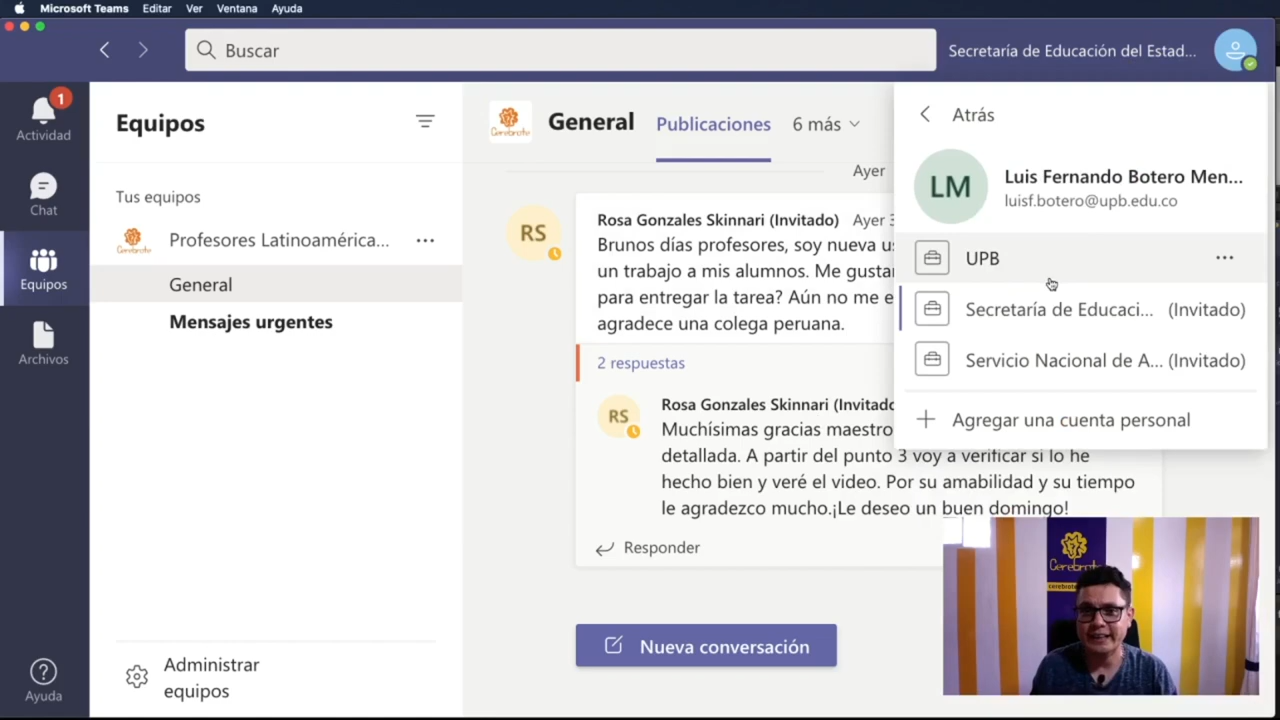 Microsoft Teams Editar Ver Ventana Ayuda
Buscar
Secretaría de Educación del Estad...
1
Actividad
Chat
Equipos
Archivos
Ayuda
Equipos
Tus equipos
Cerebrote
Profesores Latinoamérica...
General
Mensajes urgentes
Administrar
equipos
Cerebrote
General Publicaciones 6 más
Ayer
RS
Rosa Gonzales Skinnari (Invitado) Ayer
Brunos días profesores, soy nueva
un trabajo a mis alumnos. Me
para entregar la tarea? Aún no me
agradece una colega peruana.
2 respuestas
RS
Rosa Gonzales Skinnari
Muchísimas gracias maestro
detallada. A partir del punto 3 voy a verificar si lo he
hecho bien y veré el video. Por su amabilidad y su tiempo
le agradezco mucho.¡Le deseo un buen domingo!
Responder
Nueva conversación
Atrás
LM
Luis Fernando Botero Men...
luisf.botero@upb.edu.co
UPB
Secretaría de Educaci... (Invitado)
Servicio Nacional de A... (Invitado)
Agregar una cuenta personal
Cerebrote